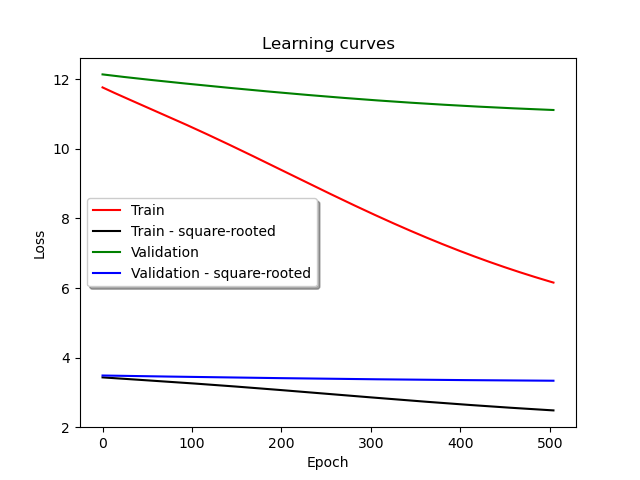 Learning curves
12
10
8
6
4
2
Loss
Train
Train - square-rooted
Validation
Validation - square-rooted
0 100 200 300 400 500
Epoch